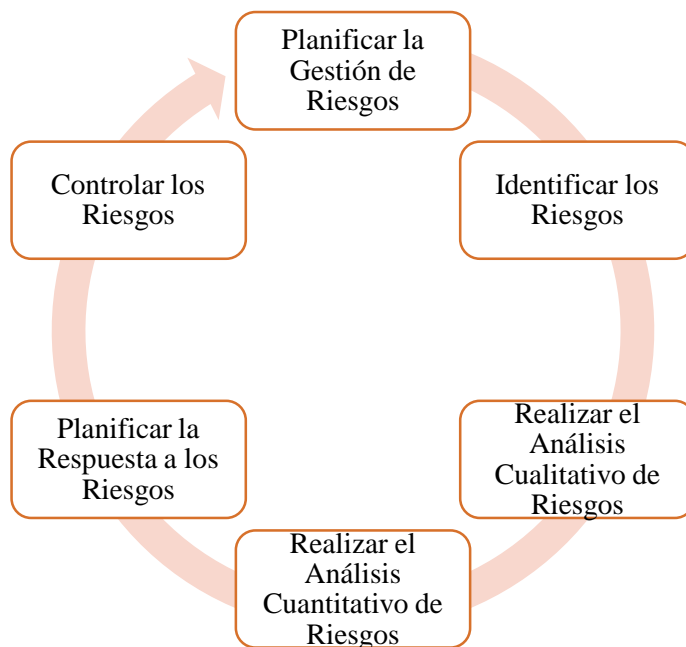 Planificar la
Gestión de
Riesgos
Identificar los
Riesgos
Realizar el
Análisis
Cualitativo de
Riesgos
Realizar el
Análisis
Cuantitativo de
Riesgos
Planificar la
Respuesta a los
Riesgos
Controlar los
Riesgos